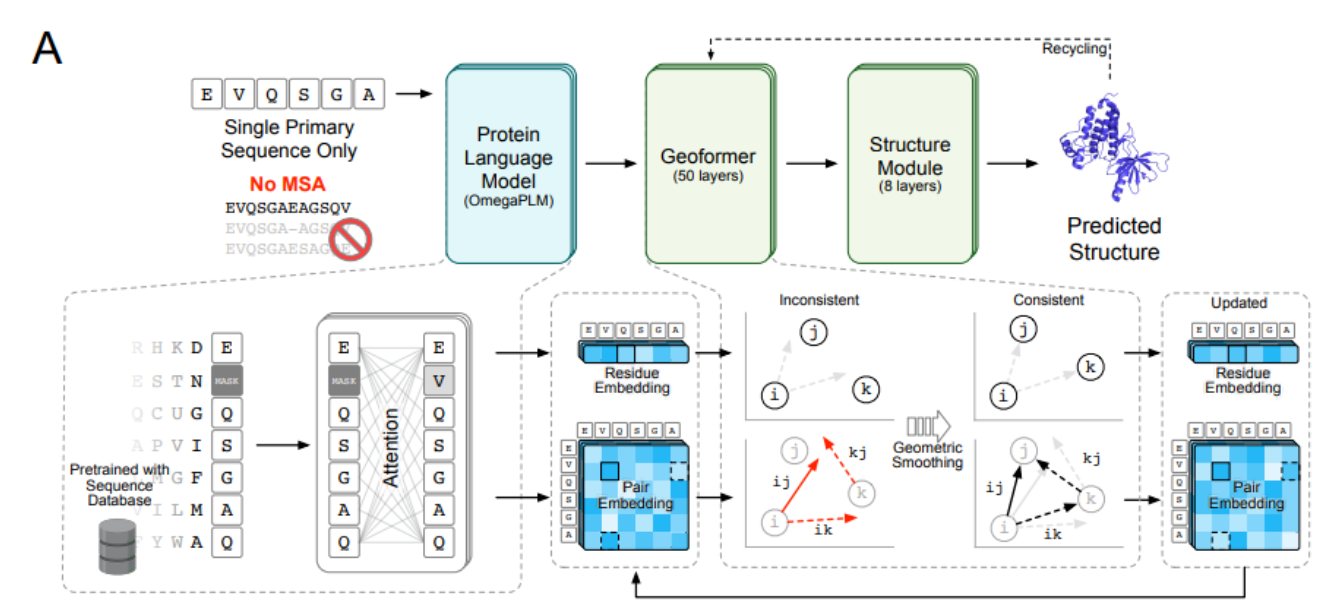 A
Recycling
E V Q S G A
Single Primary
Sequence Only
No MSA
EVQSGAEAGSQV
EVQSGA-AGS
EVQSGAESAG E
Protein
Language
Model
(OmegaPLM)
Geoformer
(50 layers)
Structure
Module
(8 layers)
Predicted
Structure
R H K D E
E S T N MASK
Q C U G Q
A P V I S
M G F G
I L M A
Y W A Q
Pretrained with
Sequence
Database
E
MASK
Q
S
G
A
Q
Attention
E
V
Q
S
G
A
Q
E V Q S G A
Residue
Embedding
E V Q S G A
E
V
Q
S
G
A
Pair
Embedding
Inconsistent
j
i
k
j
kj
ij
k
i
ik
Geometric
Smoothing
Consistent
j
k
i
j
kj
ij
k
i
ik
Updated
E V Q S G A
Residue
Embedding
E V Q S G A
E
V
Q
S
G
A
Pair
Embedding